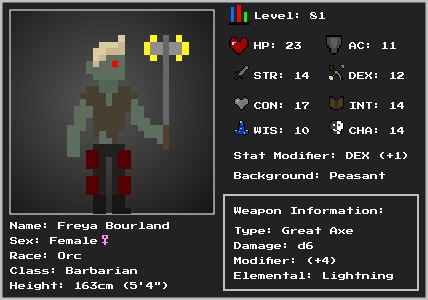 Level: 81
HP: 23 AC: 11
STR: 14 DEX: 12
CON: 17 INT: 14
WIS: 10 CHA: 14
Stat Modifier: DEX (+1)
Background: Peasant
Name: Freya Bourland
Sex: Female♀
Race: Orc
Class: Barbarian
Height: 163cm (5'4")
Weapon Information:
Type: Great Axe
Damage: d6
Modifier: (+4)
Elemental: Lightning